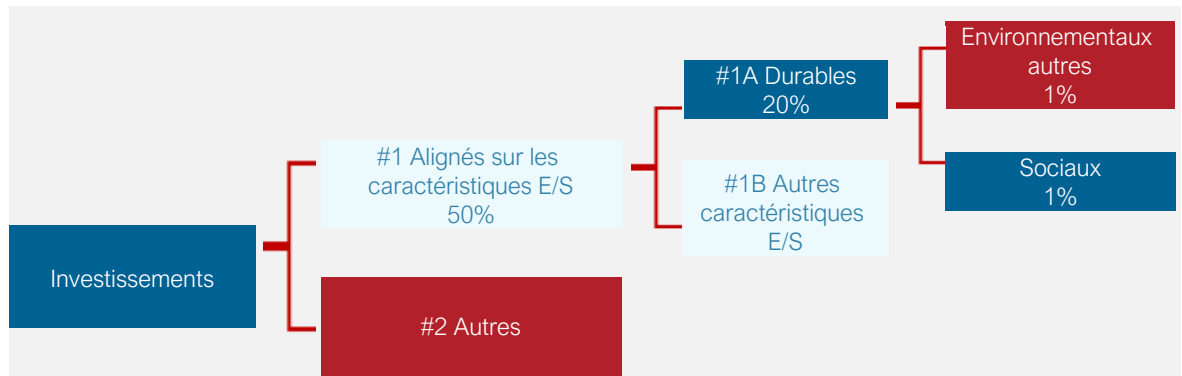 Investissements
#1 Alignés sur les
caractéristiques E/S
50%
#2 Autres
#1A Durables
20%
#1B Autres
caractéristiques
E/S
Environnementaux
autres
1%
Sociaux
1%